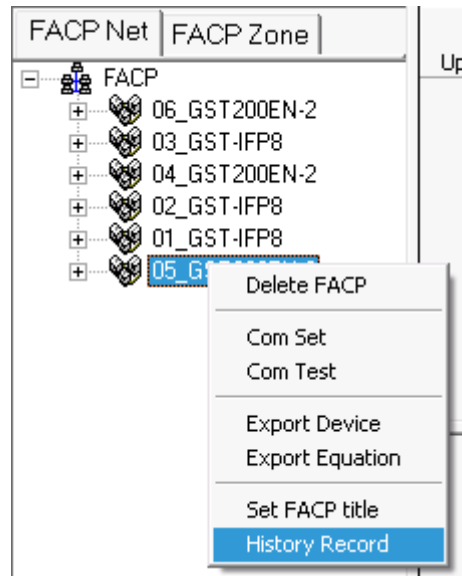 FACP Net FACP Zone
Up
FACP
06_GST200EN-2
03_GST-IFP8
04_GST200EN-2
02_GST-IFP8
01_GST-IFP8
Delete FACP
Com Set
Com Test
Export Device
Export Equation
Set FACP title
History Record